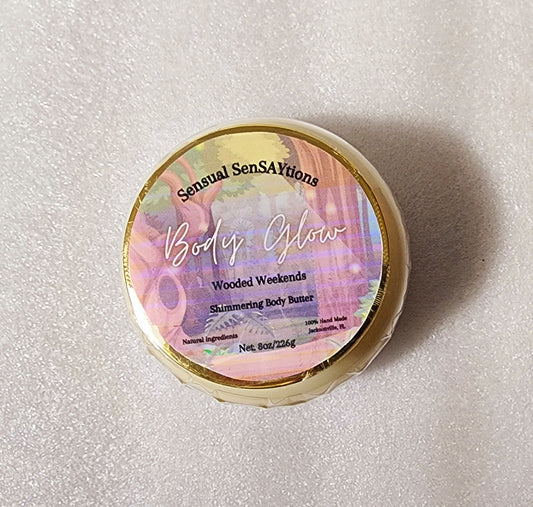 Sensual SenSAYtions
Body Glow
Wooded Weekends
Shimmering Body Butter
Natural Ingredients
100% Hand Made
Jacksonville, FL
Net. 8oz/226g